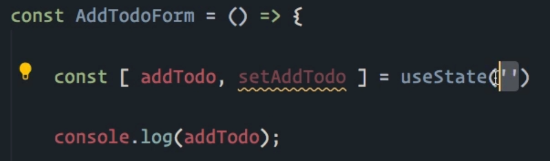 const AddTodoForm = () => {
const [ addTodo, setAddTodo ] = useState('')
console.log(addTodo);